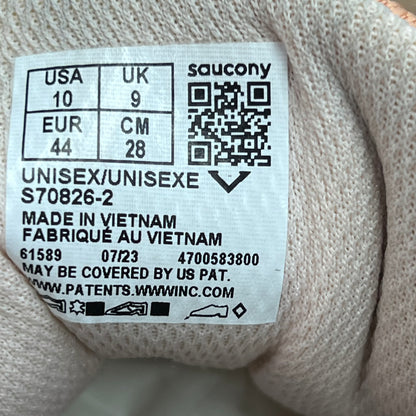 USA UK saucony
10 9
EUR CM
44 28
UNISEX/UNISEXE
S70826-2
MADE IN VIETNAM
FABRIQUÉ AU VIETNAM
61589 07/23 4700583800
MAY BE COVERED BY US PAT.
WWW.PATENTS.WWWINC.COM